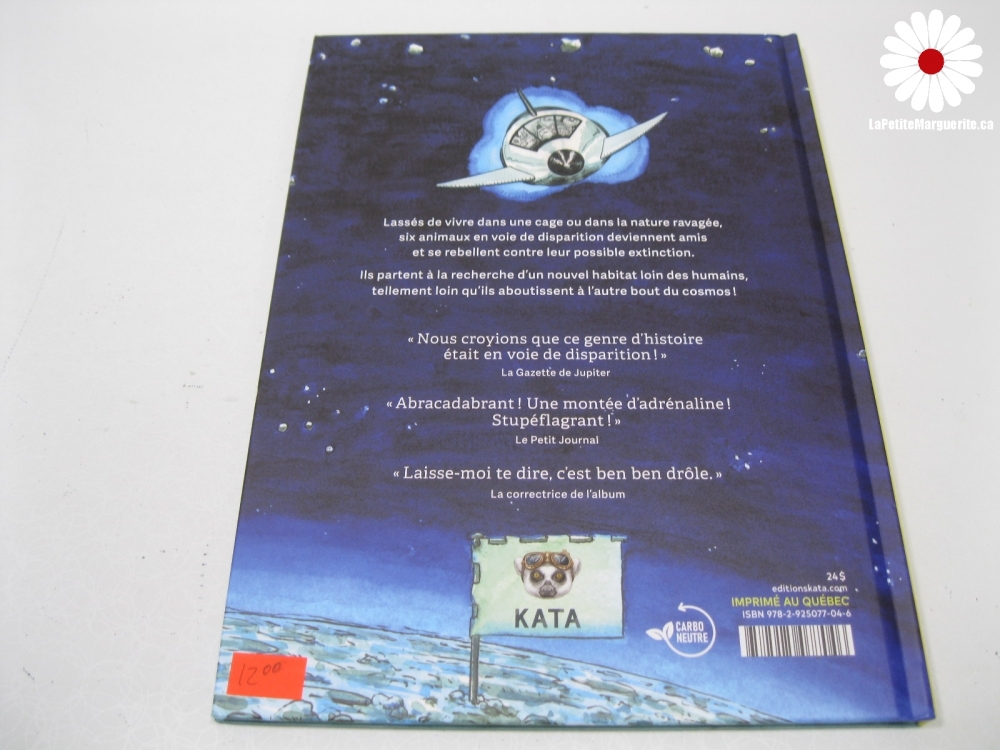 LaPetiteMarguerite.ca
Lassés de vivre dans une cage ou dans la nature ravagée,
six animaux en voie de disparition deviennent amis
et se rebellent contre leur possible extinction.
Ils partent à la recherche d'un nouvel habitat loin des humains,
tellement loin qu'ils aboutissent à l'autre bout du cosmos !
« Nous croyions que ce genre d'histoire
était en voie de disparition ! »
La Gazette de Jupiter
« Abracadabrant ! Une montée d'adrénaline !
Stupéflagrant ! »
Le Petit Journal
« Laisse-moi te dire, c'est ben ben drôle. »
La correctrice de l'album
KATA
CARBO
NEUTRE
24 $
editionskata.com
IMPRIMÉ AU QUÉBEC
ISBN 978-2-925077-04-6
12 00